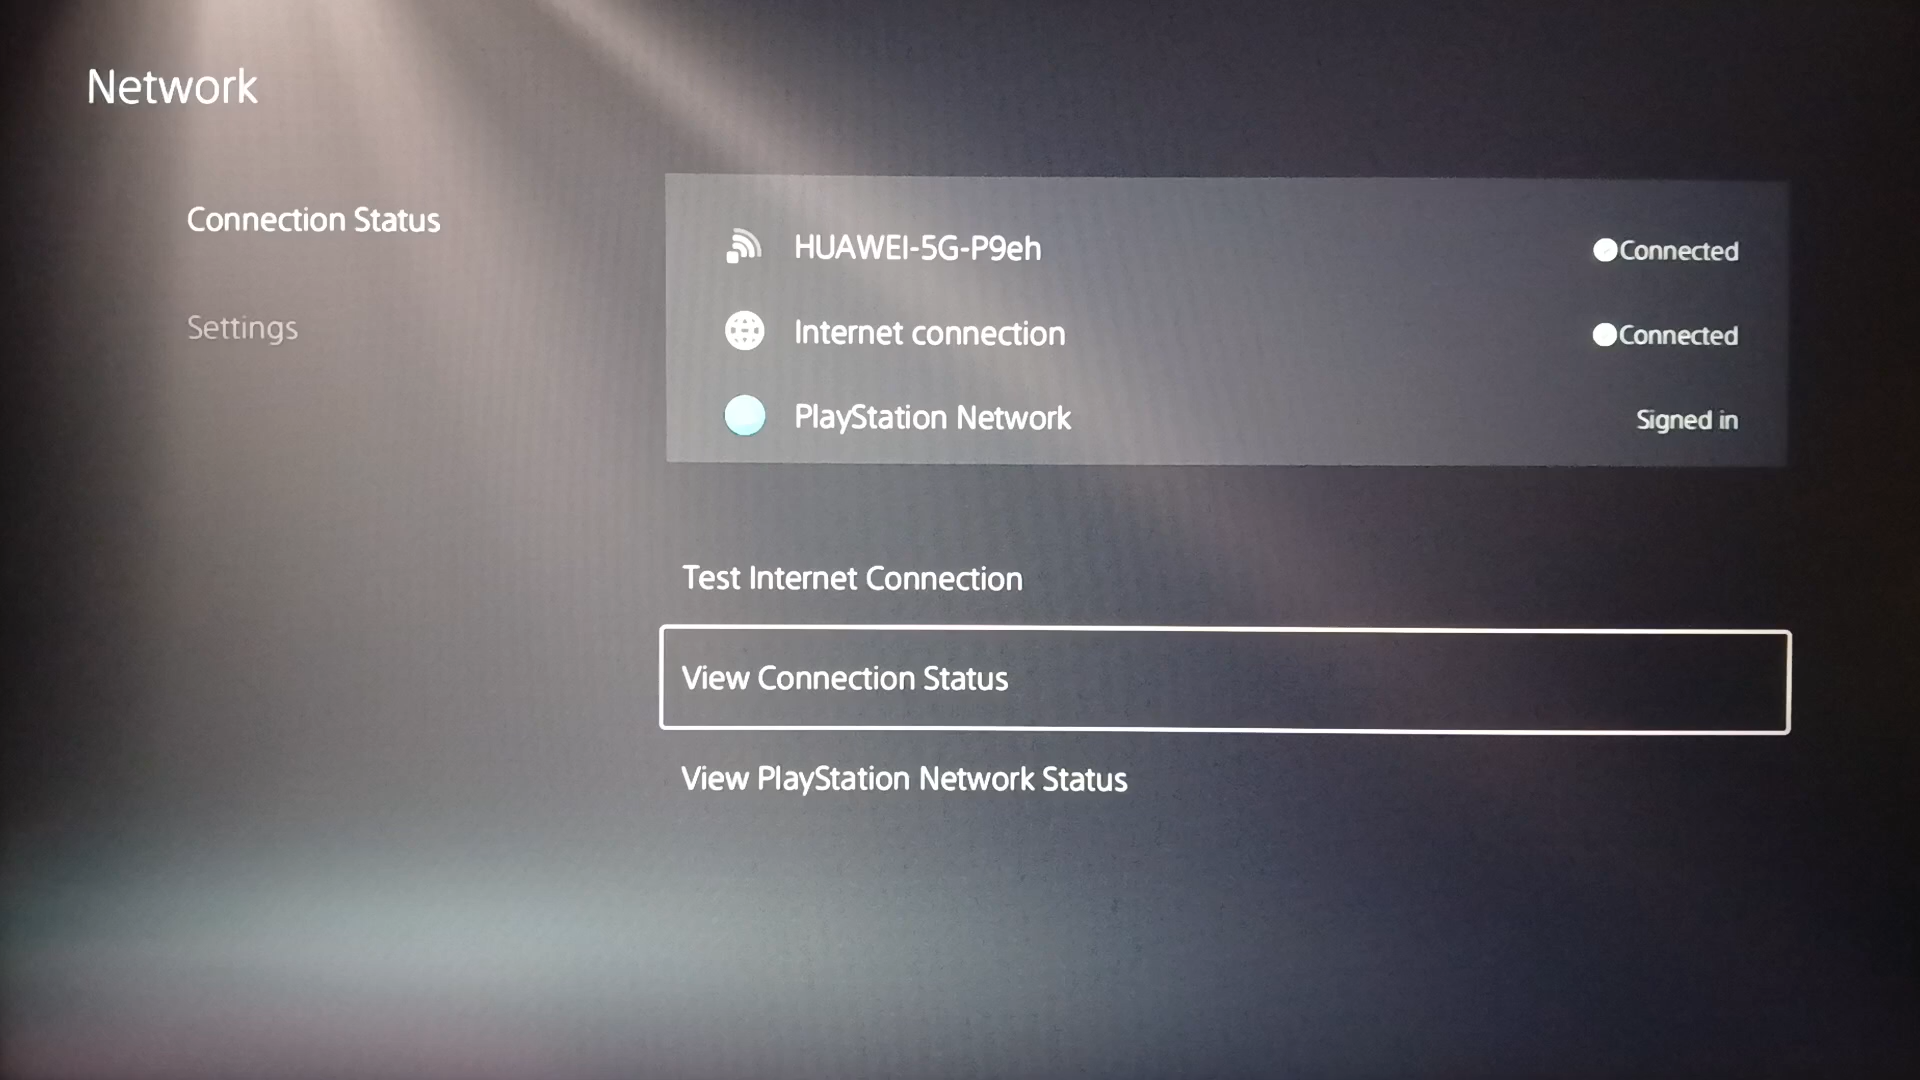 Network
Connection Status
Settings
HUAWEI-5G-P9eh
Connected
Internet connection
Connected
PlayStation Network
Signed in
Test Internet Connection
View Connection Status
View PlayStation Network Status